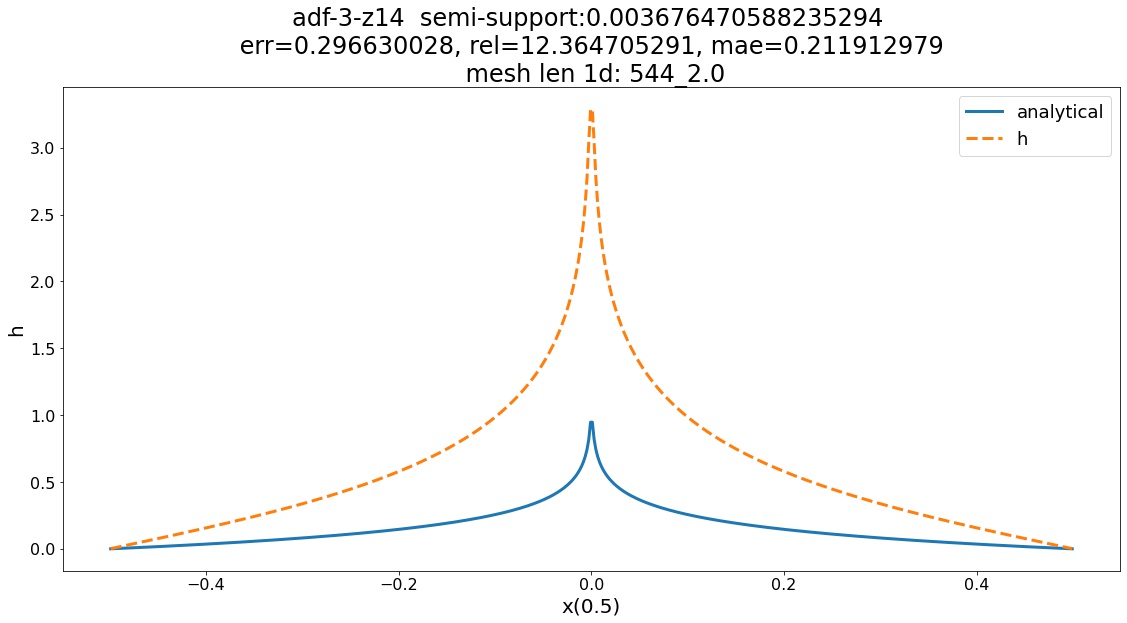 adf-3-z14  semi-support:0.003676470588235294
err=0.296630028, rel=12.364705291, mae=0.211912979
mesh len 1d: 544_2.0
analytical
h
3.0
2.5
2.0
1.5
1.0
0.5
0.0
h
−0.4
−0.2
0.0
0.2
0.4
x(0.5)